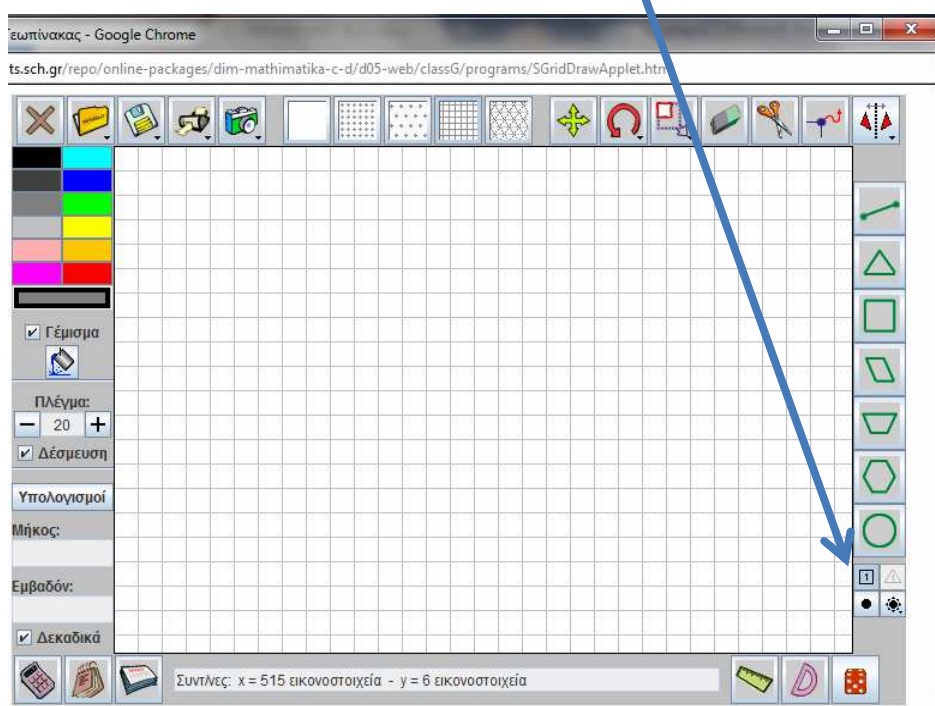 εωπίνακας - Google Chrome
ts.sch.gr/repo/online-packages/dim-mathimatika-c-d/d05-web/classG/programs/SGridDrawApplet.htm
Γέμισμα
Πλέγμα:
20
Δέσμευση
Υπολογισμοί
Μήκος:
Εμβαδόν:
Δεκαδικά
1
Συντ/νες: x = 515 εικονοστοιχεία - y = 6 εικονοστοιχεία